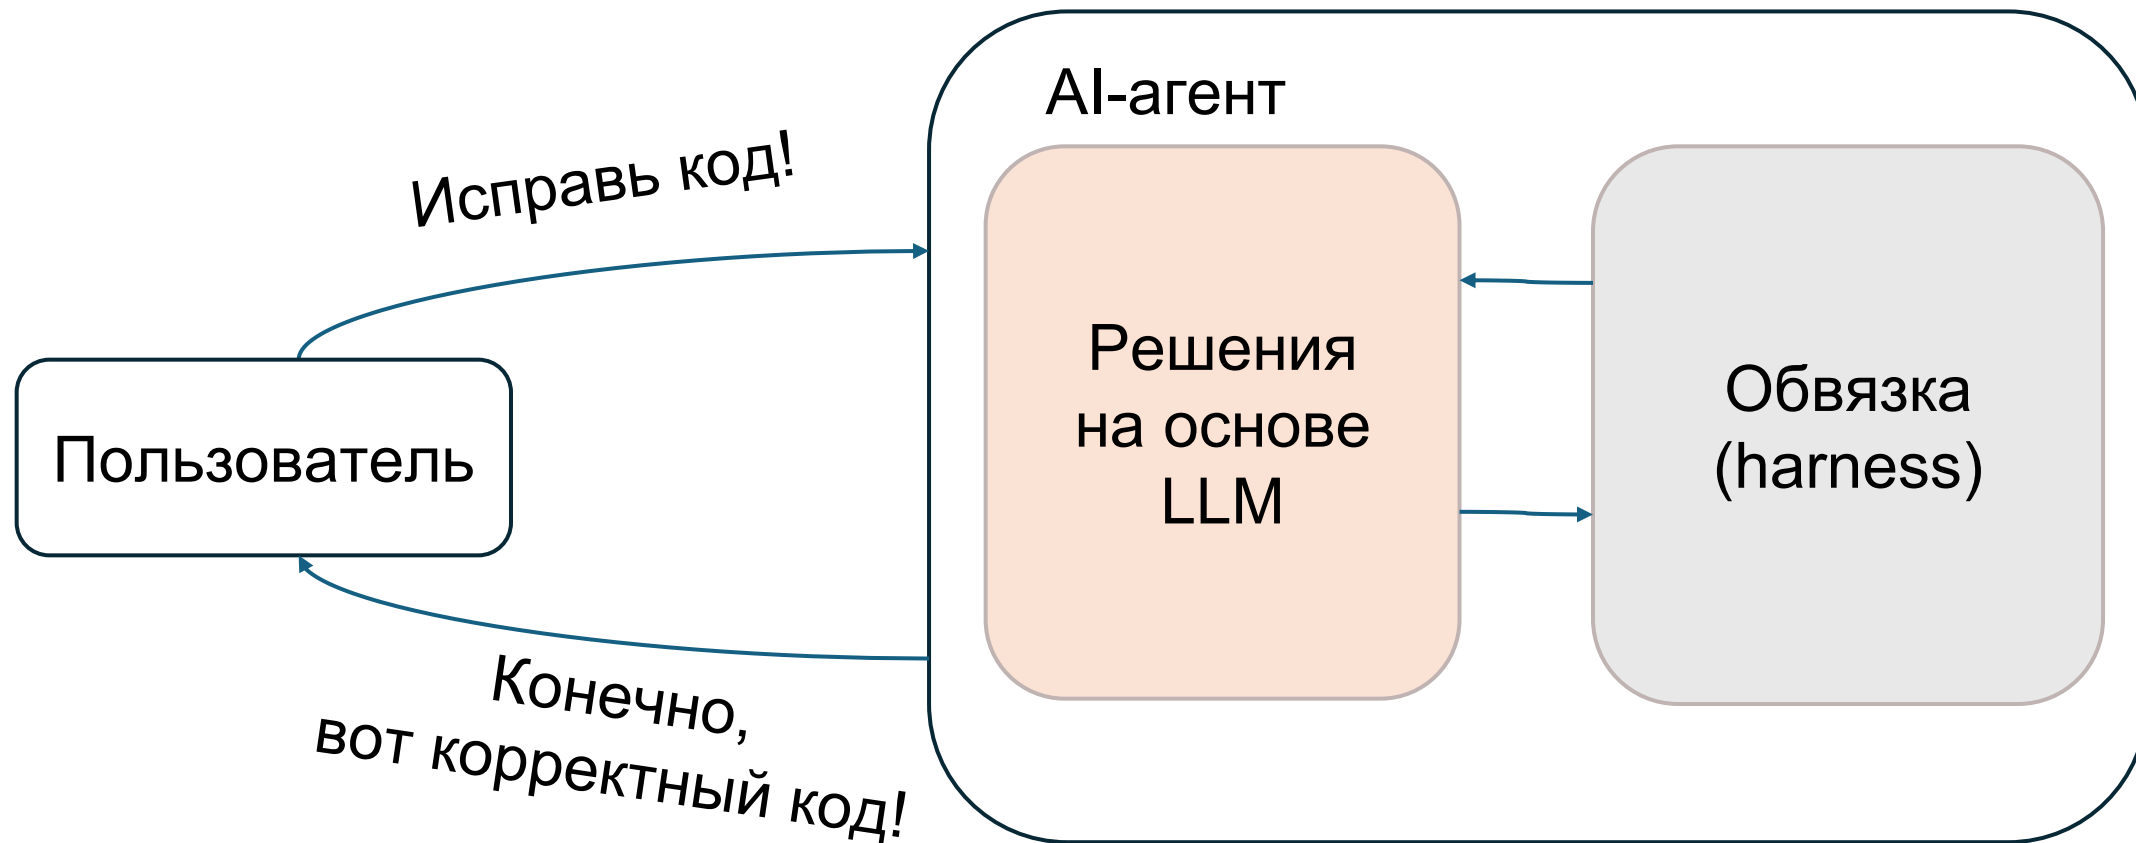 AI-агент
Исправь код!
Решения
на основе
LLM
Обвязка
(harness)
Пользователь
Конечно,
вот корректный код!